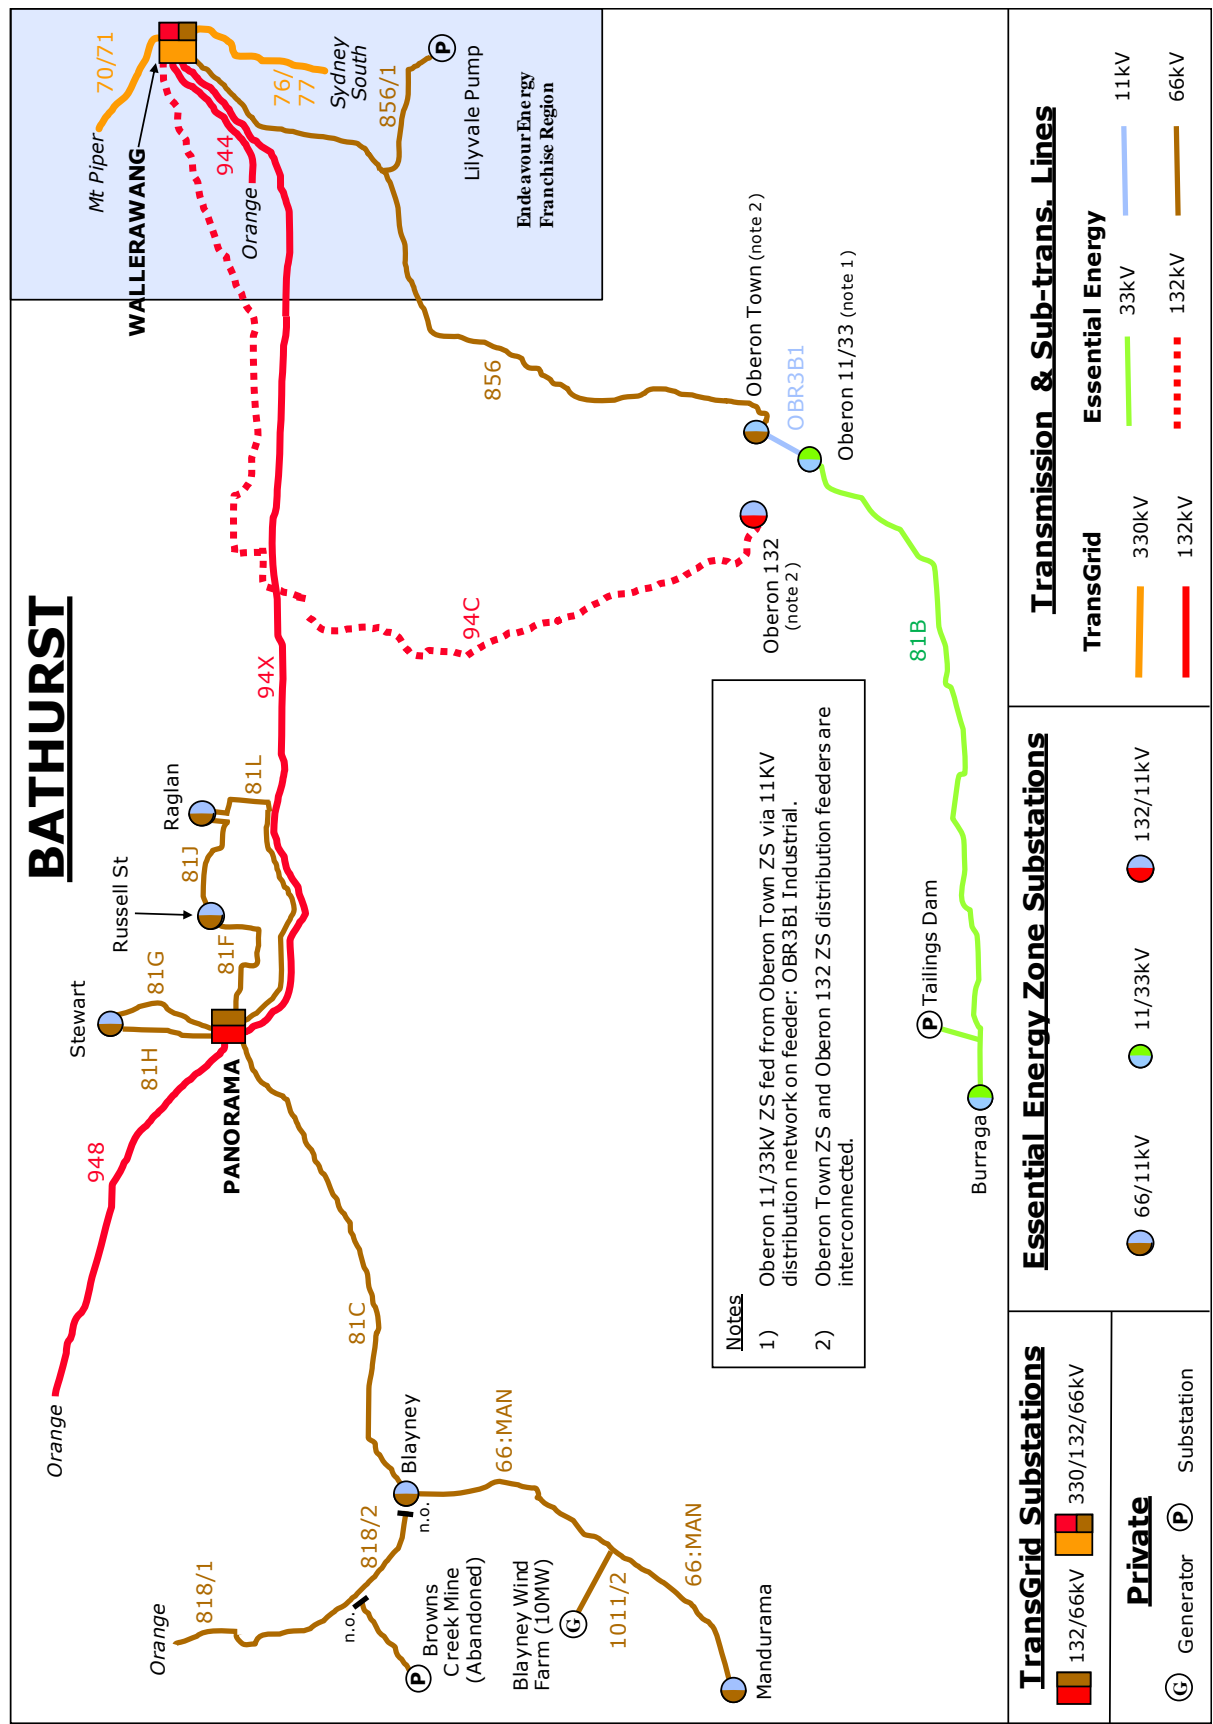 BATHURST
Orange
948
Stewart
81G
81H
Russell St
81F
81J
Raglan
81L
PANORAMA
94X
94C
Mt Piper
70/71
WALLERAWANG
944
Orange
76/
77
Sydney
South
856/1
P
Lilyvale Pump
Endeavour Energy
Franchise Region
856
Oberon Town (note 2)
OBR3B1
Oberon 11/33 (note 1)
Oberon 132
(note 2)
81B
P
Tailings Dam
Burraga
81C
Blayney
n.o.
818/2
818/1
Orange
n.o.
P
Browns
Creek Mine
(Abandoned)
66:MAN
Blayney Wind
Farm (10MW)
G
1011/2
66:MAN
Mandurama
Notes
1) Oberon 11/33kV ZS fed from Oberon Town ZS via 11KV
distribution network on feeder: OBR3B1 Industrial.
2) Oberon Town ZS and Oberon 132 ZS distribution feeders are
interconnected.
TransGrid Substations
132/66kV
330/132/66kV
Private
G Generator
P Substation
Essential Energy Zone Substations
66/11kV
11/33kV
132/11kV
Transmission & Sub-trans. Lines
TransGrid
Essential Energy
330kV
33kV
11kV
132kV
132kV
66kV